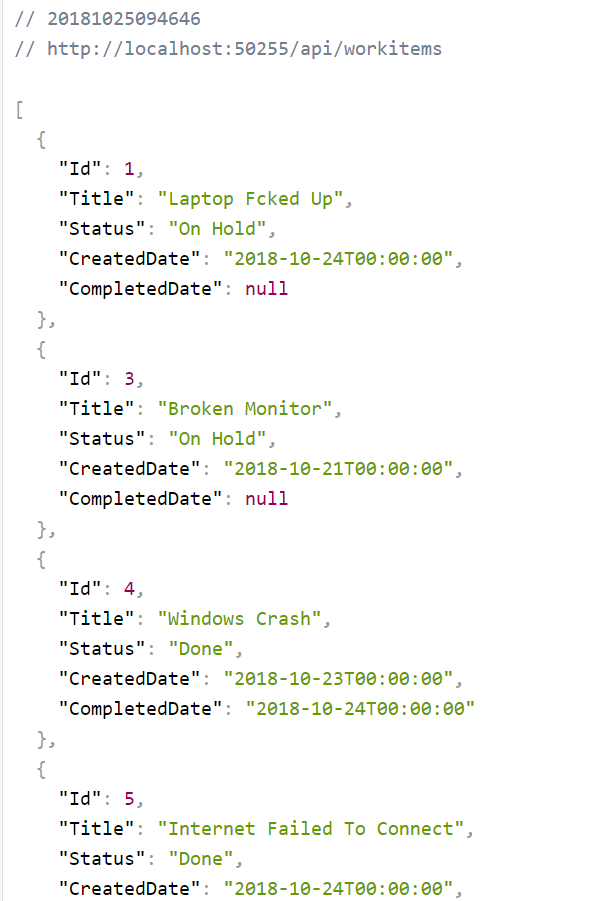 // 20181025094646
// http://localhost:50255/api/workitems
[
{
"Id": 1,
"Title": "Laptop Fcked Up",
"Status": "On Hold",
"CreatedDate": "2018-10-24T00:00:00",
"CompletedDate": null
},
{
"Id": 3,
"Title": "Broken Monitor",
"Status": "On Hold",
"CreatedDate": "2018-10-21T00:00:00",
"CompletedDate": null
},
{
"Id": 4,
"Title": "Windows Crash",
"Status": "Done",
"CreatedDate": "2018-10-23T00:00:00",
"CompletedDate": "2018-10-24T00:00:00"
},
{
"Id": 5,
"Title": "Internet Failed To Connect",
"Status": "Done",
"CreatedDate": "2018-10-24T00:00:00",